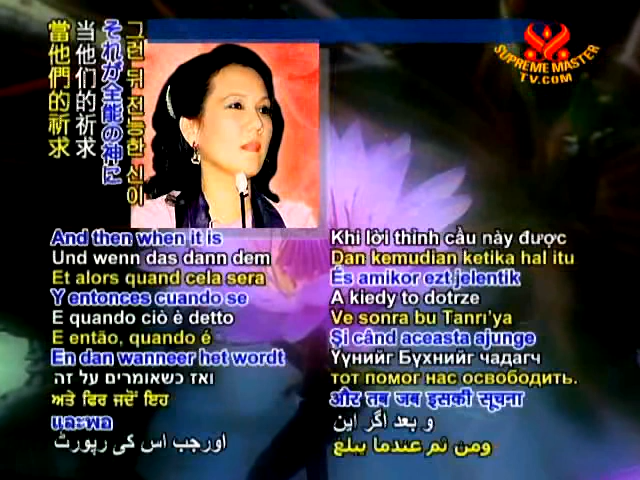 그런 뒤 전능한 신이
それが全能の神に
当他们的祈求
當他們的祈求
SUPREME MASTER
TV.COM
And then when it is
Und wenn das dann dem
Et alors quand cela sera
Y entonces cuando se
E quando ciò è detto
E então, quando é
En dan wanneer het wordt
ואז כשאומרים על זה
ਅਤੇ ਫਿਰ ਜਦੋਂ ਇਹ
และพอ
اورجب اس کی رپورٹ
Khi lời thỉnh cầu này được
Dan kemudian ketika hal itu
És amikor ezt jelentik
A kiedy to dotrze
Ve sonra bu Tanrı'ya
Şi când aceasta ajunge
Үүнийг Бүхнийг чадагч
тот помог нас освободить.
और तब जब इसकी सूचना
و بعد اگر این
ومن ثم عندما يبلغ